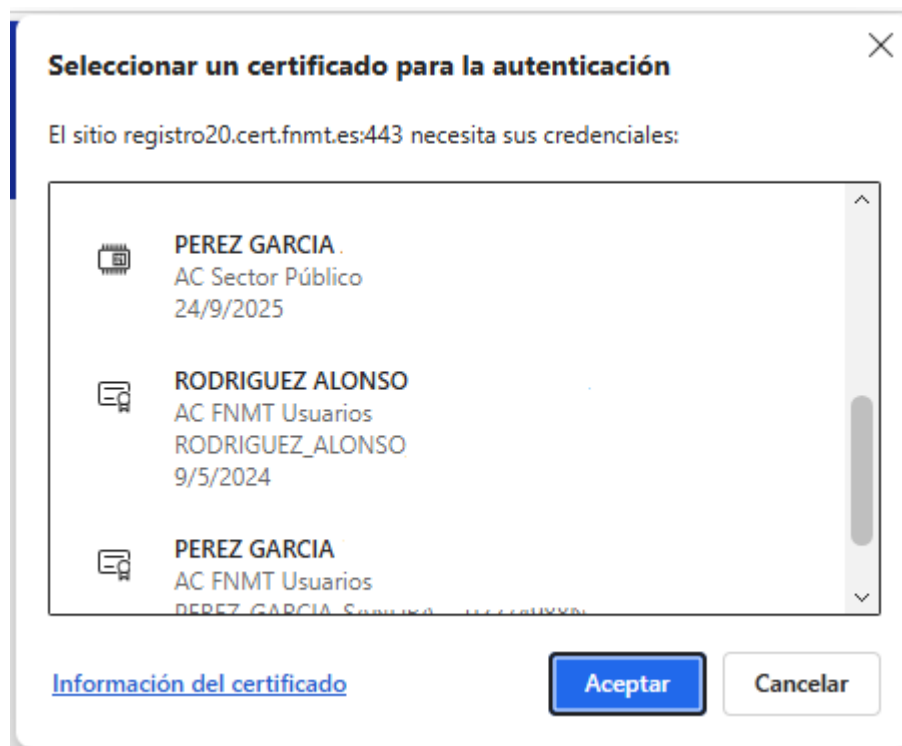 Seleccionar un certificado para la autenticación
El sitio registro20.cert.fnmt.es:443 necesita sus credenciales:
PEREZ GARCIA
AC Sector Público
24/9/2025
RODRIGUEZ ALONSO
AC FNMT Usuarios
RODRIGUEZ_ALONSO
9/5/2024
PEREZ GARCIA
AC FNMT Usuarios
PEREZ_GARCIA
Información del certificado
Aceptar
Cancelar